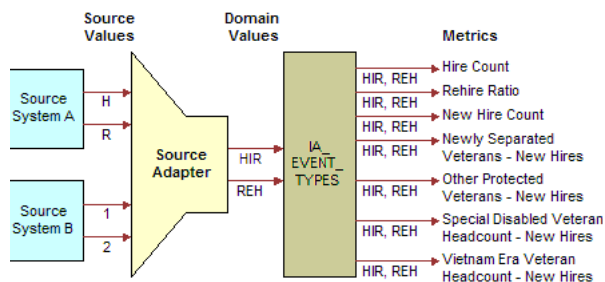 Source
Values
Domain
Values
Metrics
Source
System A
H
R
Source
System B
1
2
Source
Adapter
HIR
REH
IA_
EVENT_
TYPES
HIR, REH
Hire Count
HIR, REH
Rehire Ratio
HIR, REH
New Hire Count
HIR, REH
Newly Separated
Veterans - New Hires
HIR, REH
Other Protected
Veterans - New Hires
HIR, REH
Special Disabled Veteran
Headcount - New Hires
HIR, REH
Vietnam Era Veteran
Headcount - New Hires